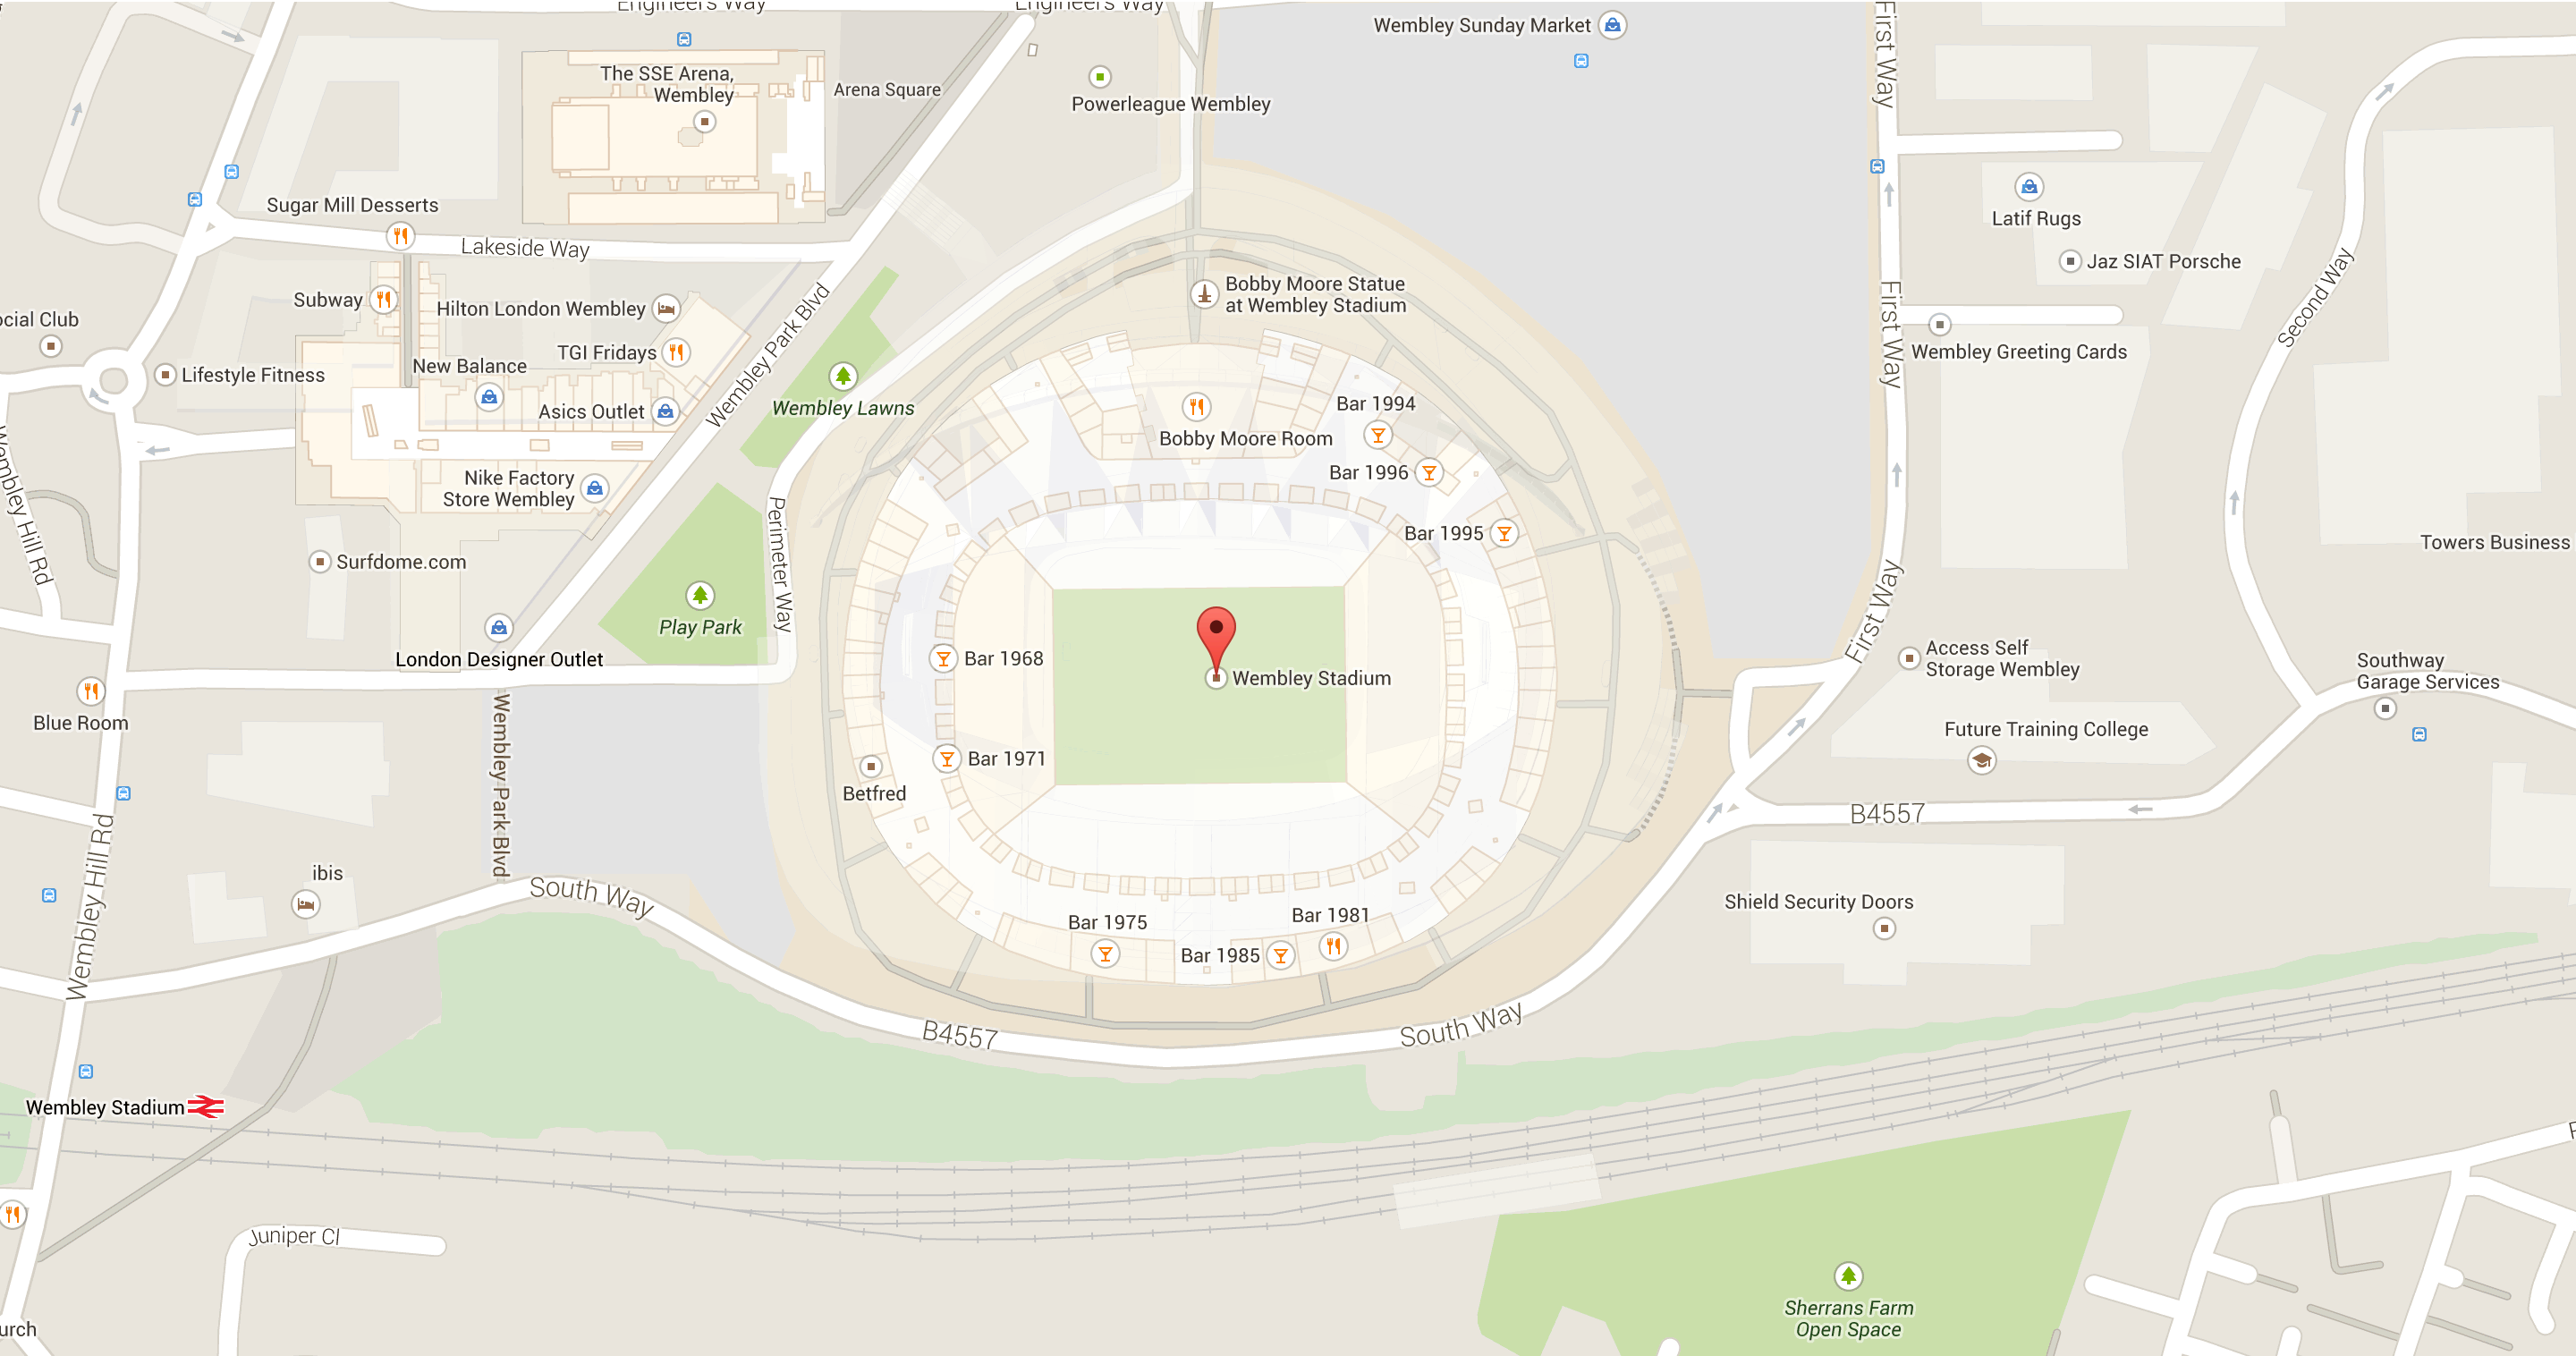 Engineers Way
Engineers Way
Wembley Sunday Market
First Way
The SSE Arena,
Wembley
Arena Square
Powerleague Wembley
Sugar Mill Desserts
Lakeside Way
Latif Rugs
Jaz SIAT Porsche
Subway
Hilton London Wembley
Wembley Park Blvd
Bobby Moore Statue
at Wembley Stadium
First Way
Second Way
ocial Club
Lifestyle Fitness
New Balance
TGI Fridays
Asics Outlet
Wembley Lawns
Wembley Greeting Cards
Bar 1994
Bobby Moore Room
Bar 1996
Nike Factory
Store Wembley
Wembley Hill Rd
Perimeter Way
Bar 1995
Towers Business
Surfdome.com
Play Park
First Way
London Designer Outlet
Bar 1968
Wembley Stadium
Access Self
Storage Wembley
Southway
Garage Services
Blue Room
Wembley Park Blvd
Future Training College
Bar 1971
Betfred
B4557
Wembley Hill Rd
ibis
South Way
Bar 1975
Bar 1981
Bar 1985
Shield Security Doors
B4557
South Way
Wembley Stadium
Juniper Cl
Sherrans Farm
Open Space
urch